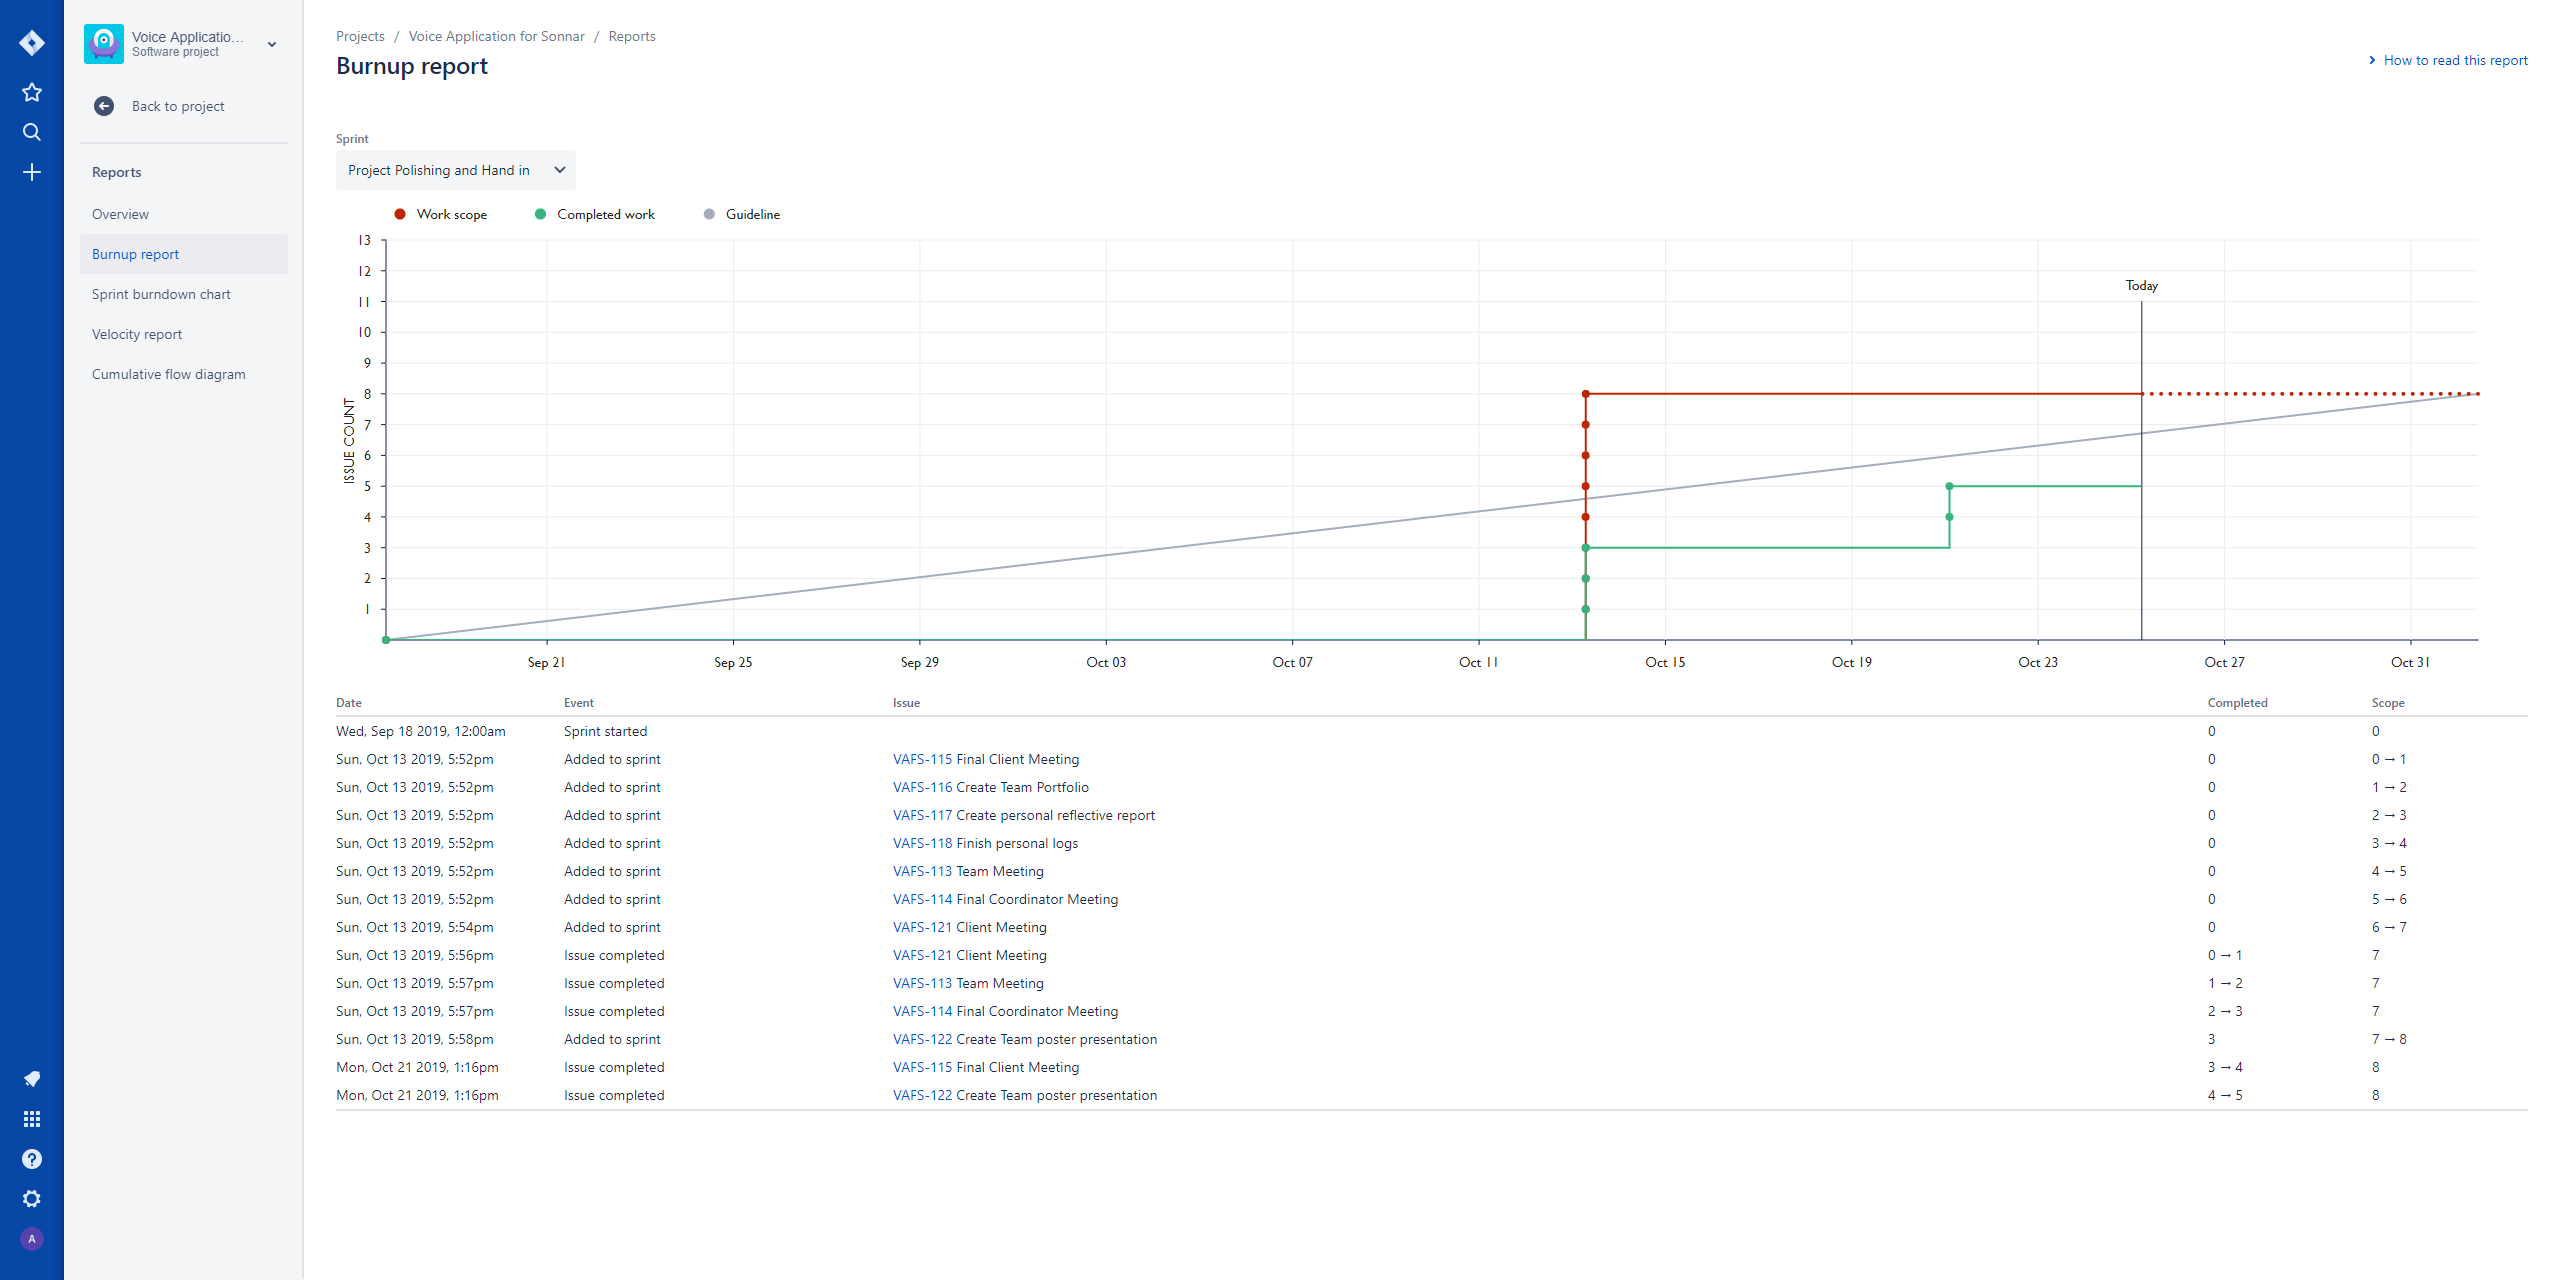 Voice Applicatio...
Software project
Back to project
Reports
Overview
Burnup report
Sprint burndown chart
Velocity report
Cumulative flow diagram
A
Projects / Voice Application for Sonnar / Reports
Burnup report
How to read this report
Sprint
Project Polishing and Hand in
Work scope Completed work Guideline
ISSUE COUNT
13
12
11
10
9
8
7
6
5
4
3
2
1
Today
Sep 21 Sep 25 Sep 29 Oct 03 Oct 07 Oct 11 Oct 15 Oct 19 Oct 23 Oct 27 Oct 31
Date Event Issue Completed Scope
Wed, Sep 18 2019, 12:00am Sprint started 0 0
Sun, Oct 13 2019, 5:52pm Added to sprint VAFS-115 Final Client Meeting 0 0 → 1
Sun, Oct 13 2019, 5:52pm Added to sprint VAFS-116 Create Team Portfolio 0 1 → 2
Sun, Oct 13 2019, 5:52pm Added to sprint VAFS-117 Create personal reflective report 0 2 → 3
Sun, Oct 13 2019, 5:52pm Added to sprint VAFS-118 Finish personal logs 0 3 → 4
Sun, Oct 13 2019, 5:52pm Added to sprint VAFS-113 Team Meeting 0 4 → 5
Sun, Oct 13 2019, 5:52pm Added to sprint VAFS-114 Final Coordinator Meeting 0 5 → 6
Sun, Oct 13 2019, 5:54pm Added to sprint VAFS-121 Client Meeting 0 6 → 7
Sun, Oct 13 2019, 5:56pm Issue completed VAFS-121 Client Meeting 0 → 1 7
Sun, Oct 13 2019, 5:57pm Issue completed VAFS-113 Team Meeting 1 → 2 7
Sun, Oct 13 2019, 5:57pm Issue completed VAFS-114 Final Coordinator Meeting 2 → 3 7
Sun, Oct 13 2019, 5:58pm Added to sprint VAFS-122 Create Team poster presentation 3 7 → 8
Mon, Oct 21 2019, 1:16pm Issue completed VAFS-115 Final Client Meeting 3 → 4 8
Mon, Oct 21 2019, 1:16pm Issue completed VAFS-122 Create Team poster presentation 4 → 5 8